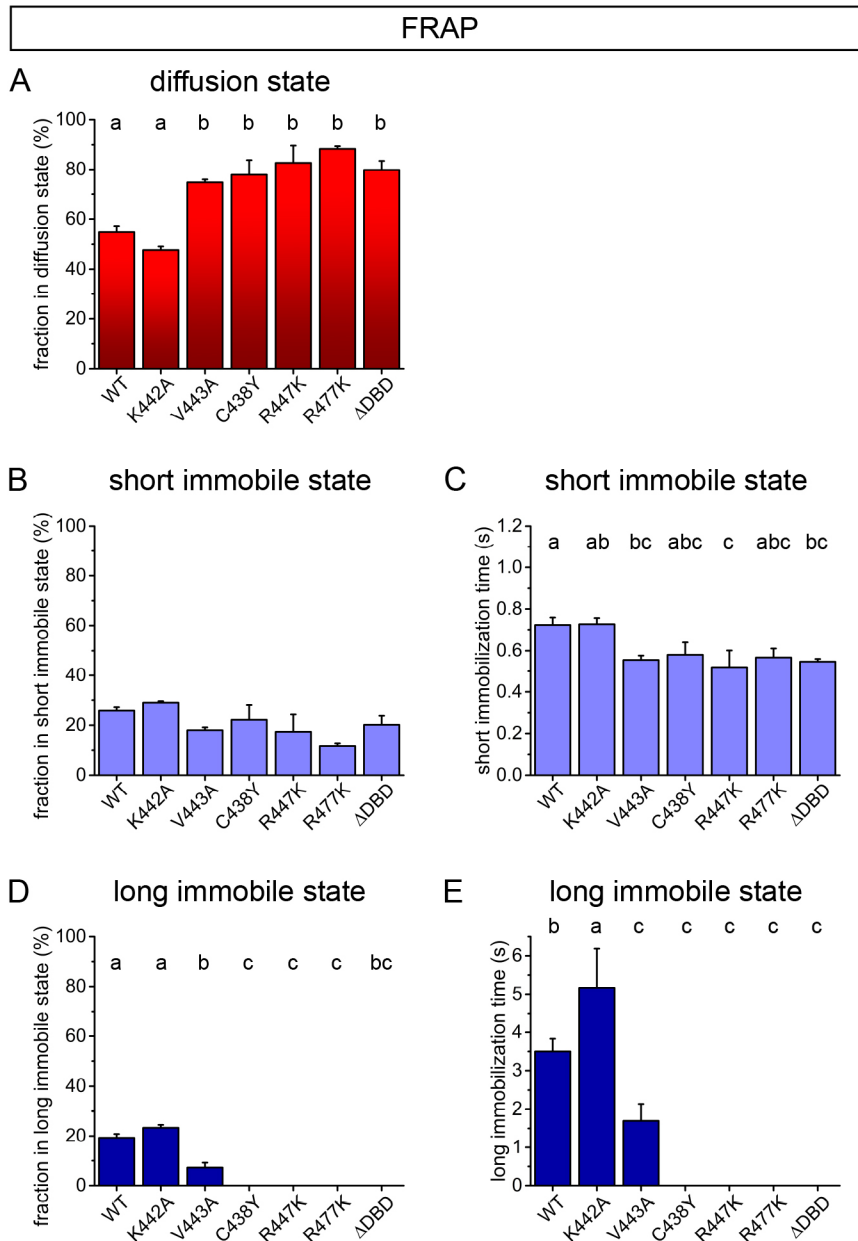 FRAP
A diffusion state
a a b b b b b
fraction in diffusion state (%)
100
80
60
40
20
0
WT K442A V443A C438Y R447K R477K ΔDBD
B short immobile state
fraction in short immobile state (%)
100
80
60
40
20
0
WT K442A V443A C438Y R447K R477K ΔDBD
C short immobile state
a ab bc abc c abc bc
short immobilization time (s)
1.2
1.0
0.8
0.6
0.4
0.2
0.0
WT K442A V443A C438Y R447K R477K ΔDBD
D long immobile state
a a b c c c bc
fraction in long immobile state (%)
100
80
60
40
20
0
WT K442A V443A C438Y R447K R477K ΔDBD
E long immobile state
b a c c c c c
long immobilization time (s)
6
5
4
3
2
1
0
WT K442A V443A C438Y R447K R477K ΔDBD